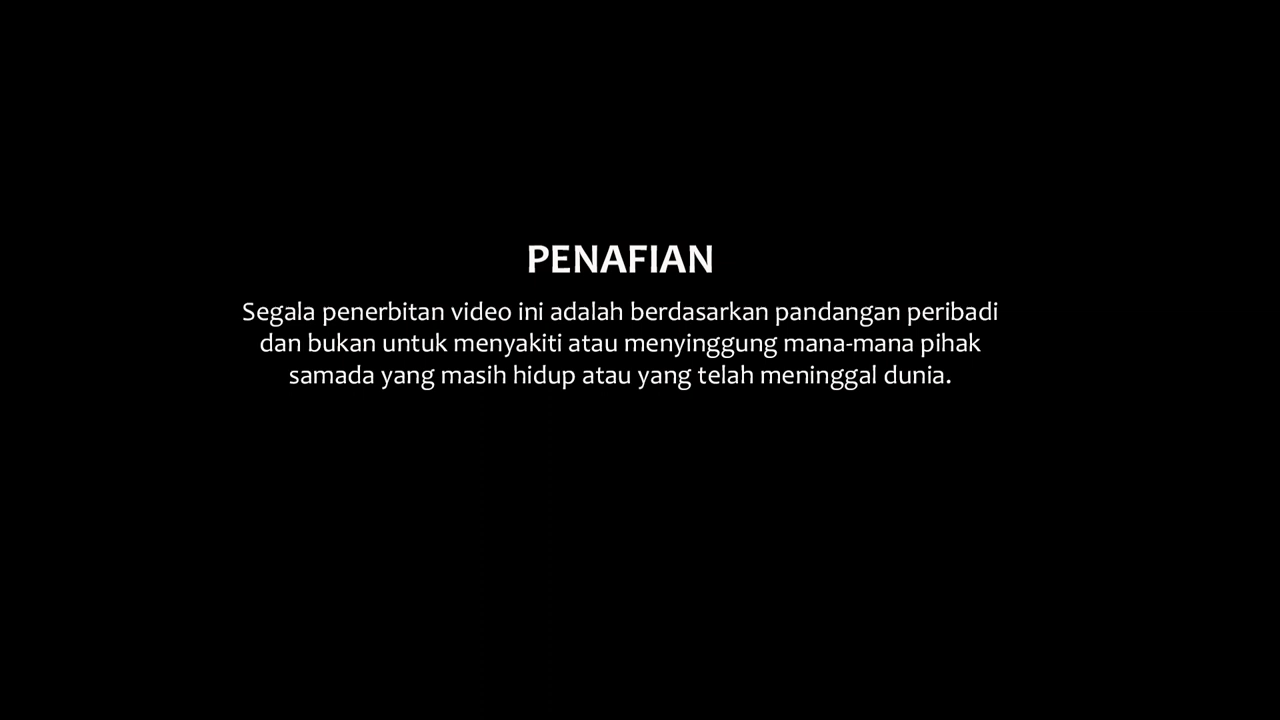 PENAFIAN
Segala penerbitan video ini adalah berdasarkan pandangan peribadi
dan bukan untuk menyakiti atau menyinggung mana-mana pihak
samada yang masih hidup atau yang telah meninggal dunia.